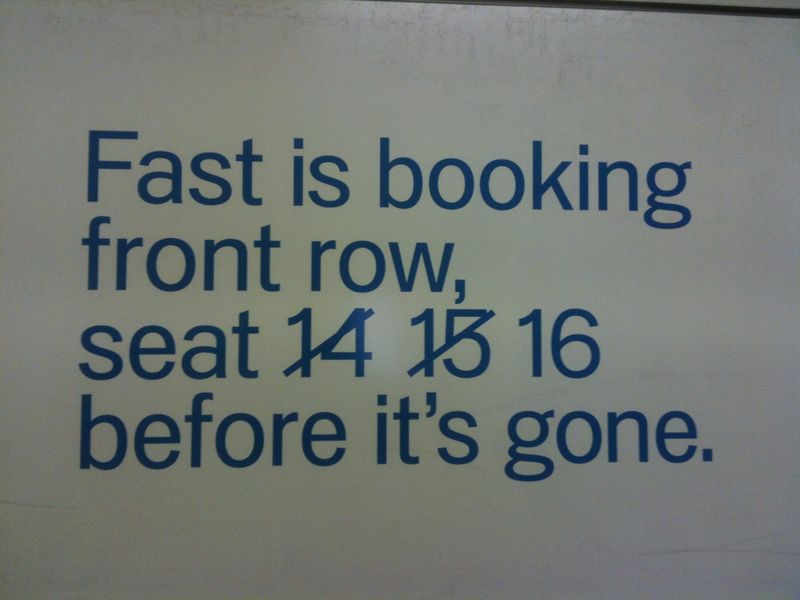 Fast is booking
front row,
seat 14 15 16
before it's gone.